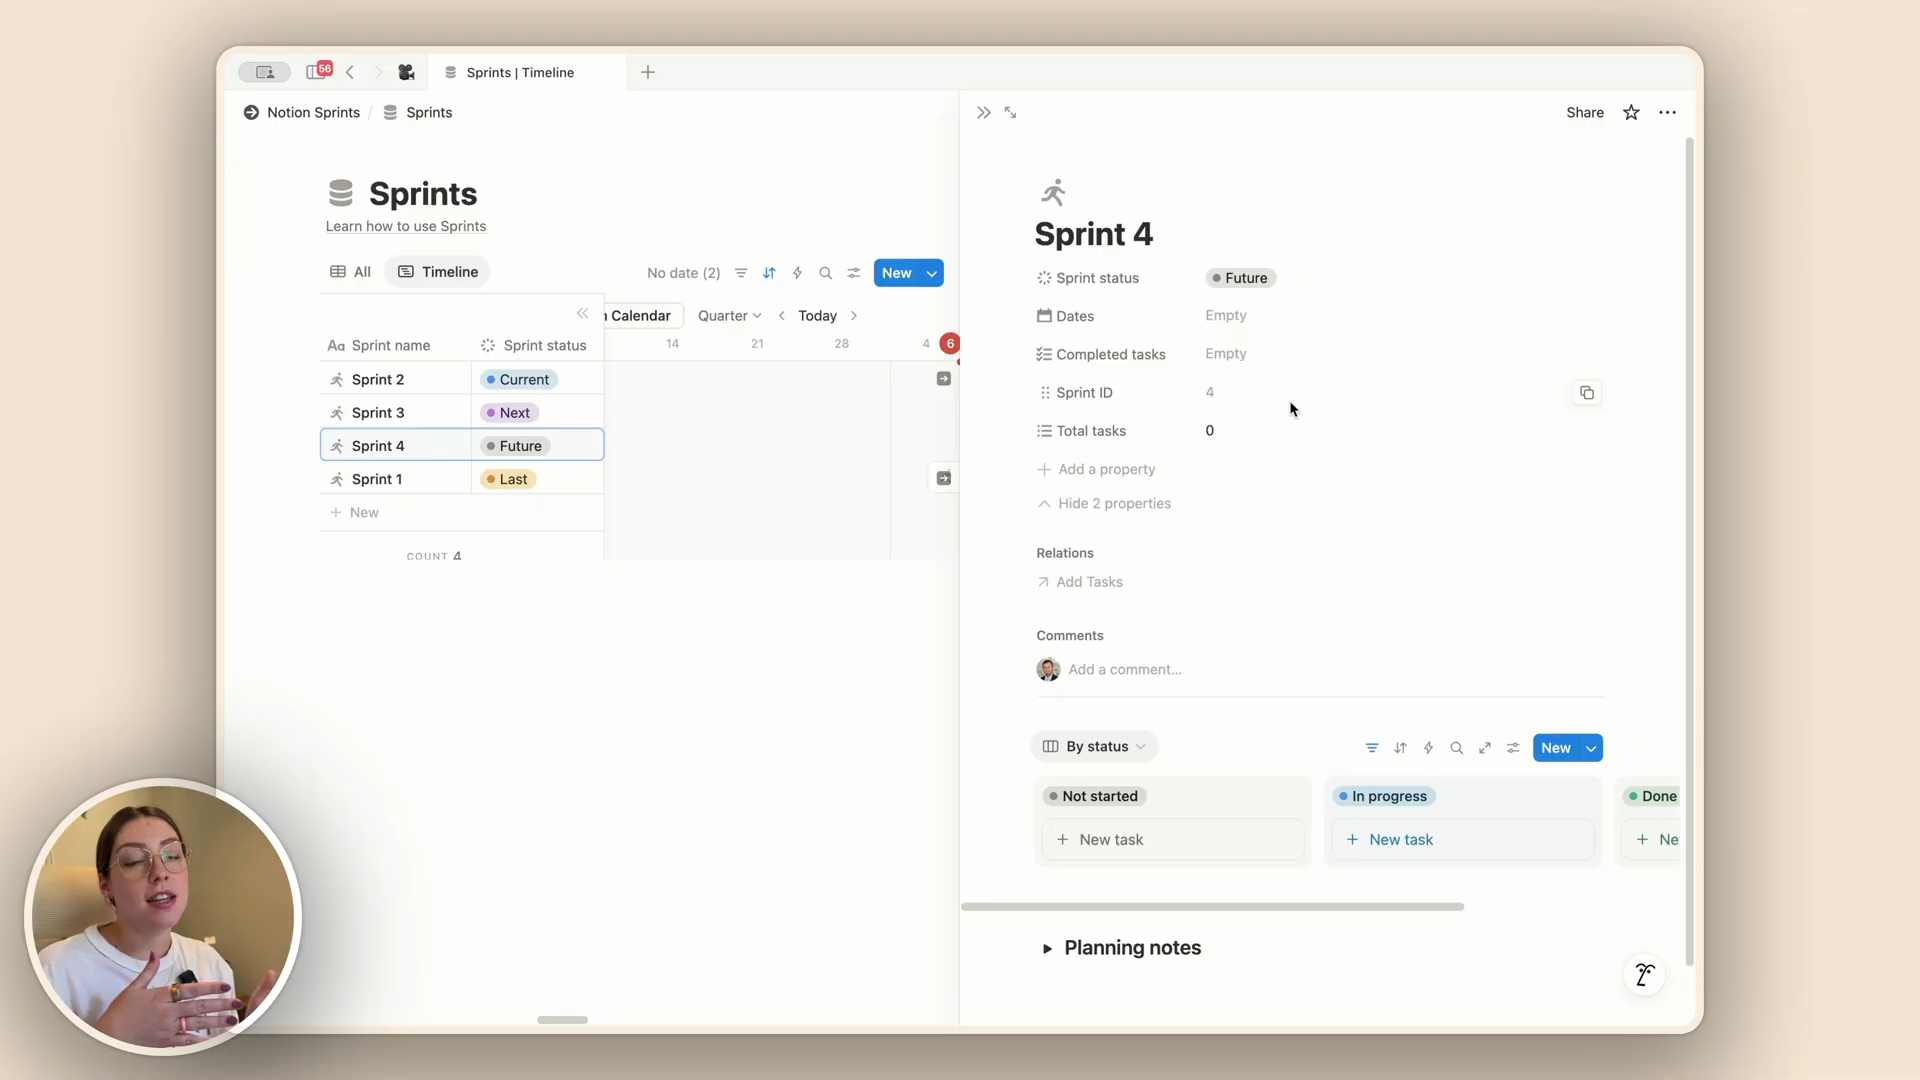 56
Sprints | Timeline
Notion Sprints / Sprints
Sprints
Learn how to use Sprints
All
Timeline
No date (2)
New
Calendar
Quarter
Today
Aa Sprint name
Sprint status
14
21
28
4
6
Sprint 2
Current
Sprint 3
Next
Sprint 4
Future
Sprint 1
Last
New
COUNT 4
Share
Sprint 4
Sprint status
Future
Dates
Empty
Completed tasks
Empty
Sprint ID
4
Total tasks
0
Add a property
Hide 2 properties
Relations
Add Tasks
Comments
Add a comment...
By status
New
Not started
In progress
Done
New task
New task
Ne
Planning notes